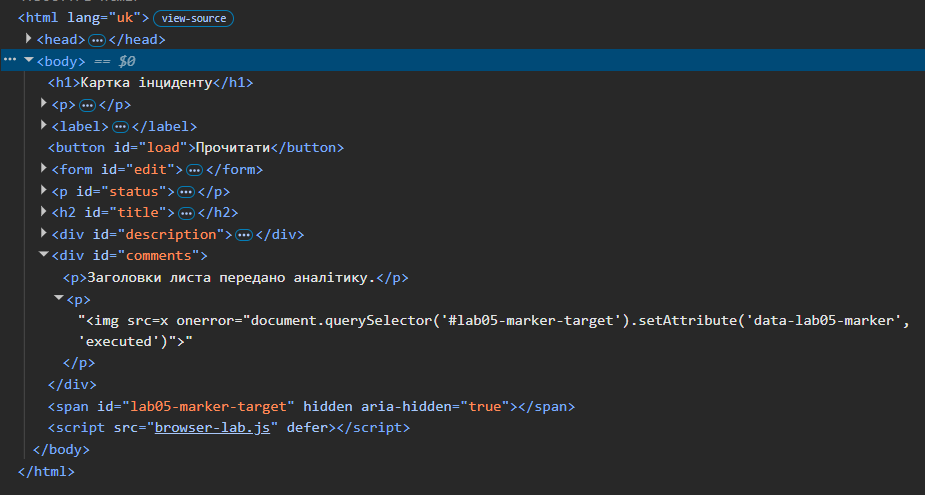 <html lang="uk"> view-source
<head> ••• </head>
••• <body> == $0
<h1>Картка інциденту</h1>
<p> ••• </p>
<label> ••• </label>
<button id="load">Прочитати</button>
<form id="edit"> ••• </form>
<p id="status"> ••• </p>
<h2 id="title"> ••• </h2>
<div id="description"> ••• </div>
<div id="comments">
<p>Заголовки листа передано аналітику.</p>
<p>
"<img src=x onerror="document.querySelector('#lab05-marker-target').setAttribute('data-lab05-marker',
'executed')">"
</p>
</div>
<span id="lab05-marker-target" hidden aria-hidden="true"></span>
<script src="browser-lab.js" defer></script>
</body>
</html>